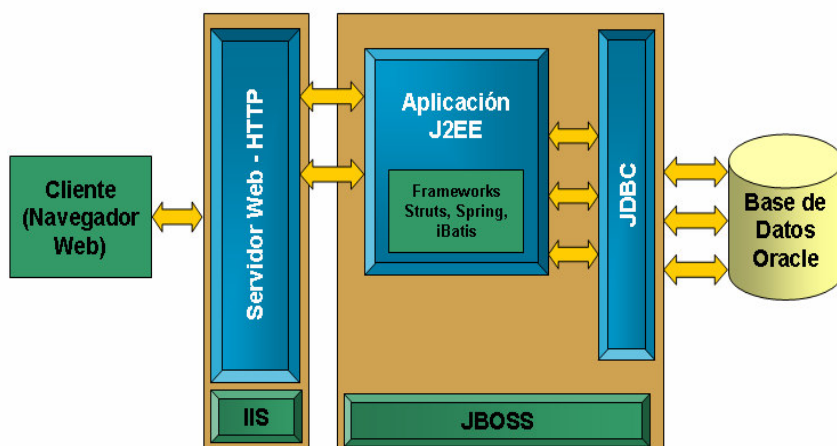 Cliente
(Navegador
Web)
Servidor Web - HTTP
IIS
Aplicación
J2EE
Frameworks
Struts, Spring,
iBatis
JDBC
JBOSS
Base de
Datos
Oracle